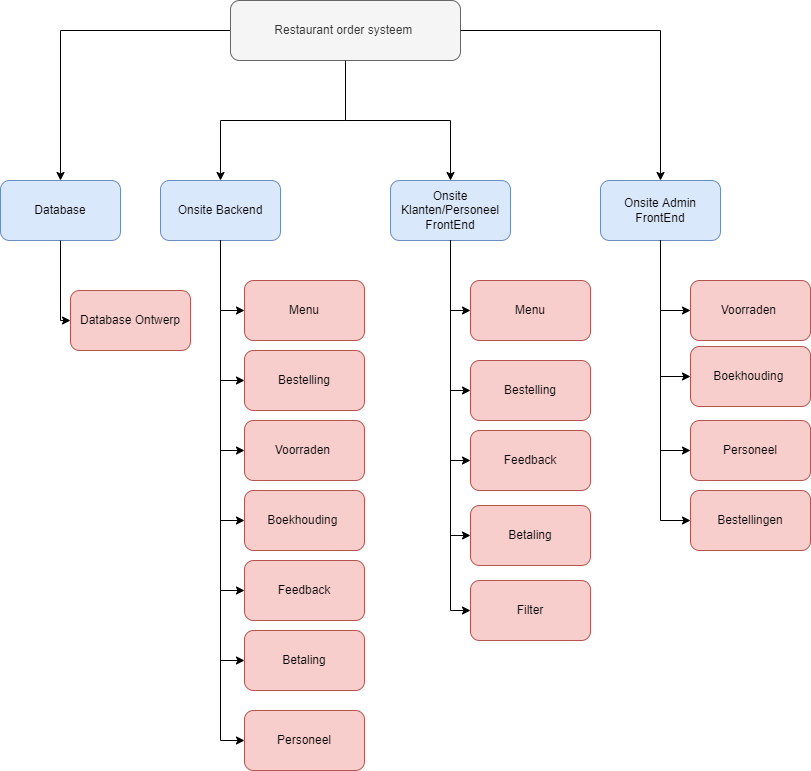 Restaurant order systeem
Database
Database Ontwerp
Onsite Backend
Menu
Bestelling
Voorraden
Boekhouding
Feedback
Betaling
Personeel
Onsite
Klanten/Personeel
FrontEnd
Menu
Bestelling
Feedback
Betaling
Filter
Onsite Admin
FrontEnd
Voorraden
Boekhouding
Personeel
Bestellingen